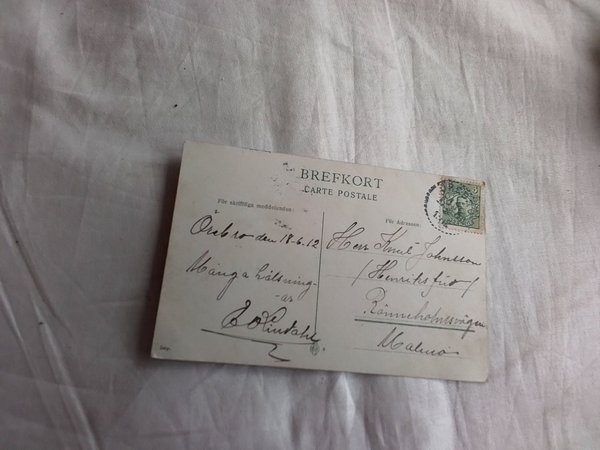 BREFKORT
CARTE POSTALE
För skriftliga meddelanden:
För Adressen:
Örebro den 18-6.12
Många hälsning-
ar
Herr Knut Johnsson
/ Henriksfrid /
Rönneholmsvägen
Malmö